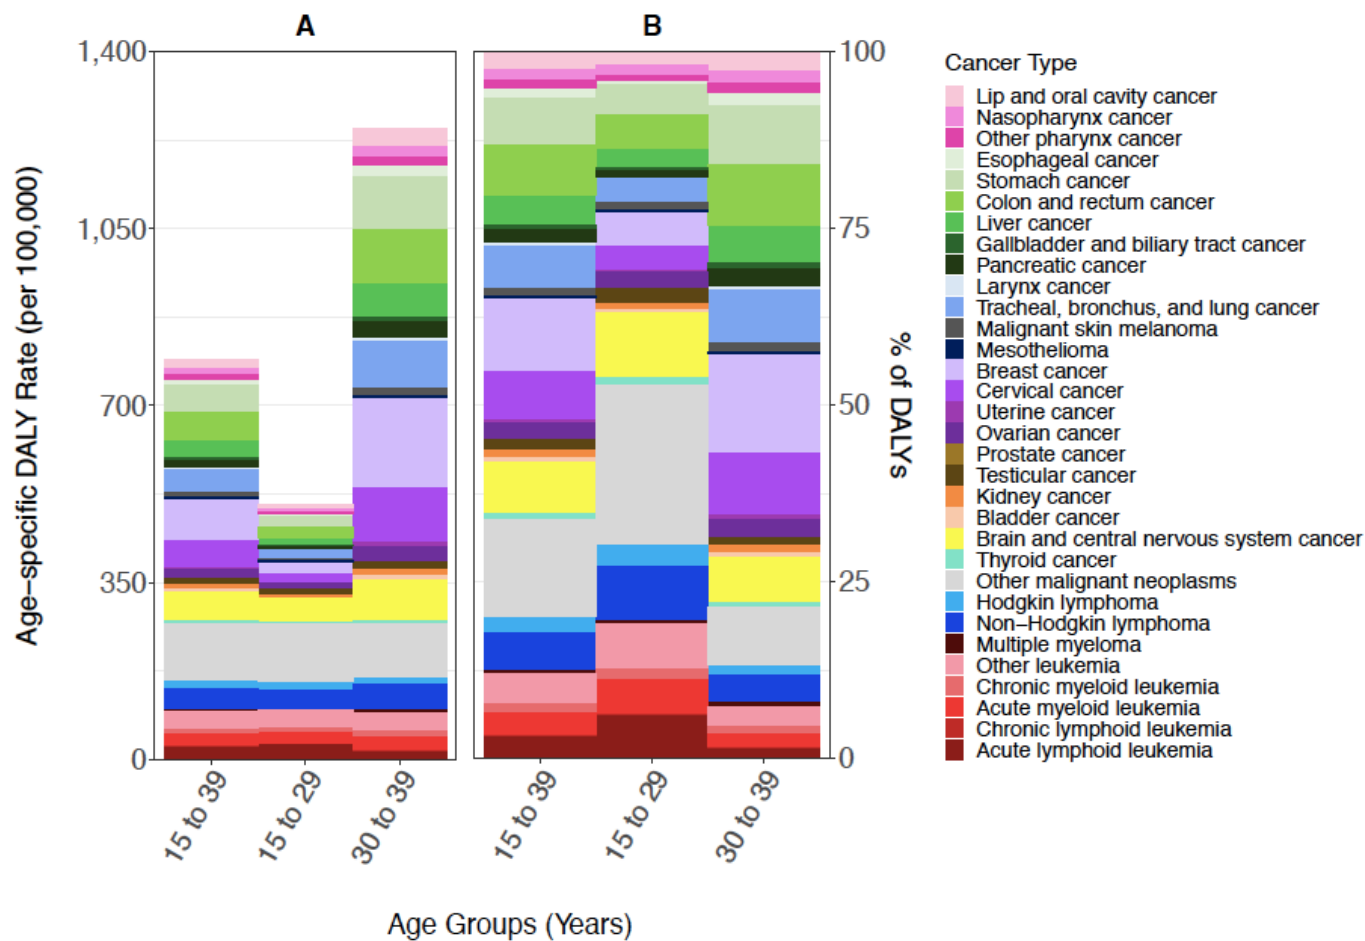 A
B
1,400
1,050
700
350
0
Age–specific DALY Rate (per 100,000)
100
75
50
25
0
% of DALYs
15 to 39
15 to 29
30 to 39
15 to 39
15 to 29
30 to 39
Age Groups (Years)
Cancer Type
Lip and oral cavity cancer
Nasopharynx cancer
Other pharynx cancer
Esophageal cancer
Stomach cancer
Colon and rectum cancer
Liver cancer
Gallbladder and biliary tract cancer
Pancreatic cancer
Larynx cancer
Tracheal, bronchus, and lung cancer
Malignant skin melanoma
Mesothelioma
Breast cancer
Cervical cancer
Uterine cancer
Ovarian cancer
Prostate cancer
Testicular cancer
Kidney cancer
Bladder cancer
Brain and central nervous system cancer
Thyroid cancer
Other malignant neoplasms
Hodgkin lymphoma
Non–Hodgkin lymphoma
Multiple myeloma
Other leukemia
Chronic myeloid leukemia
Acute myeloid leukemia
Chronic lymphoid leukemia
Acute lymphoid leukemia